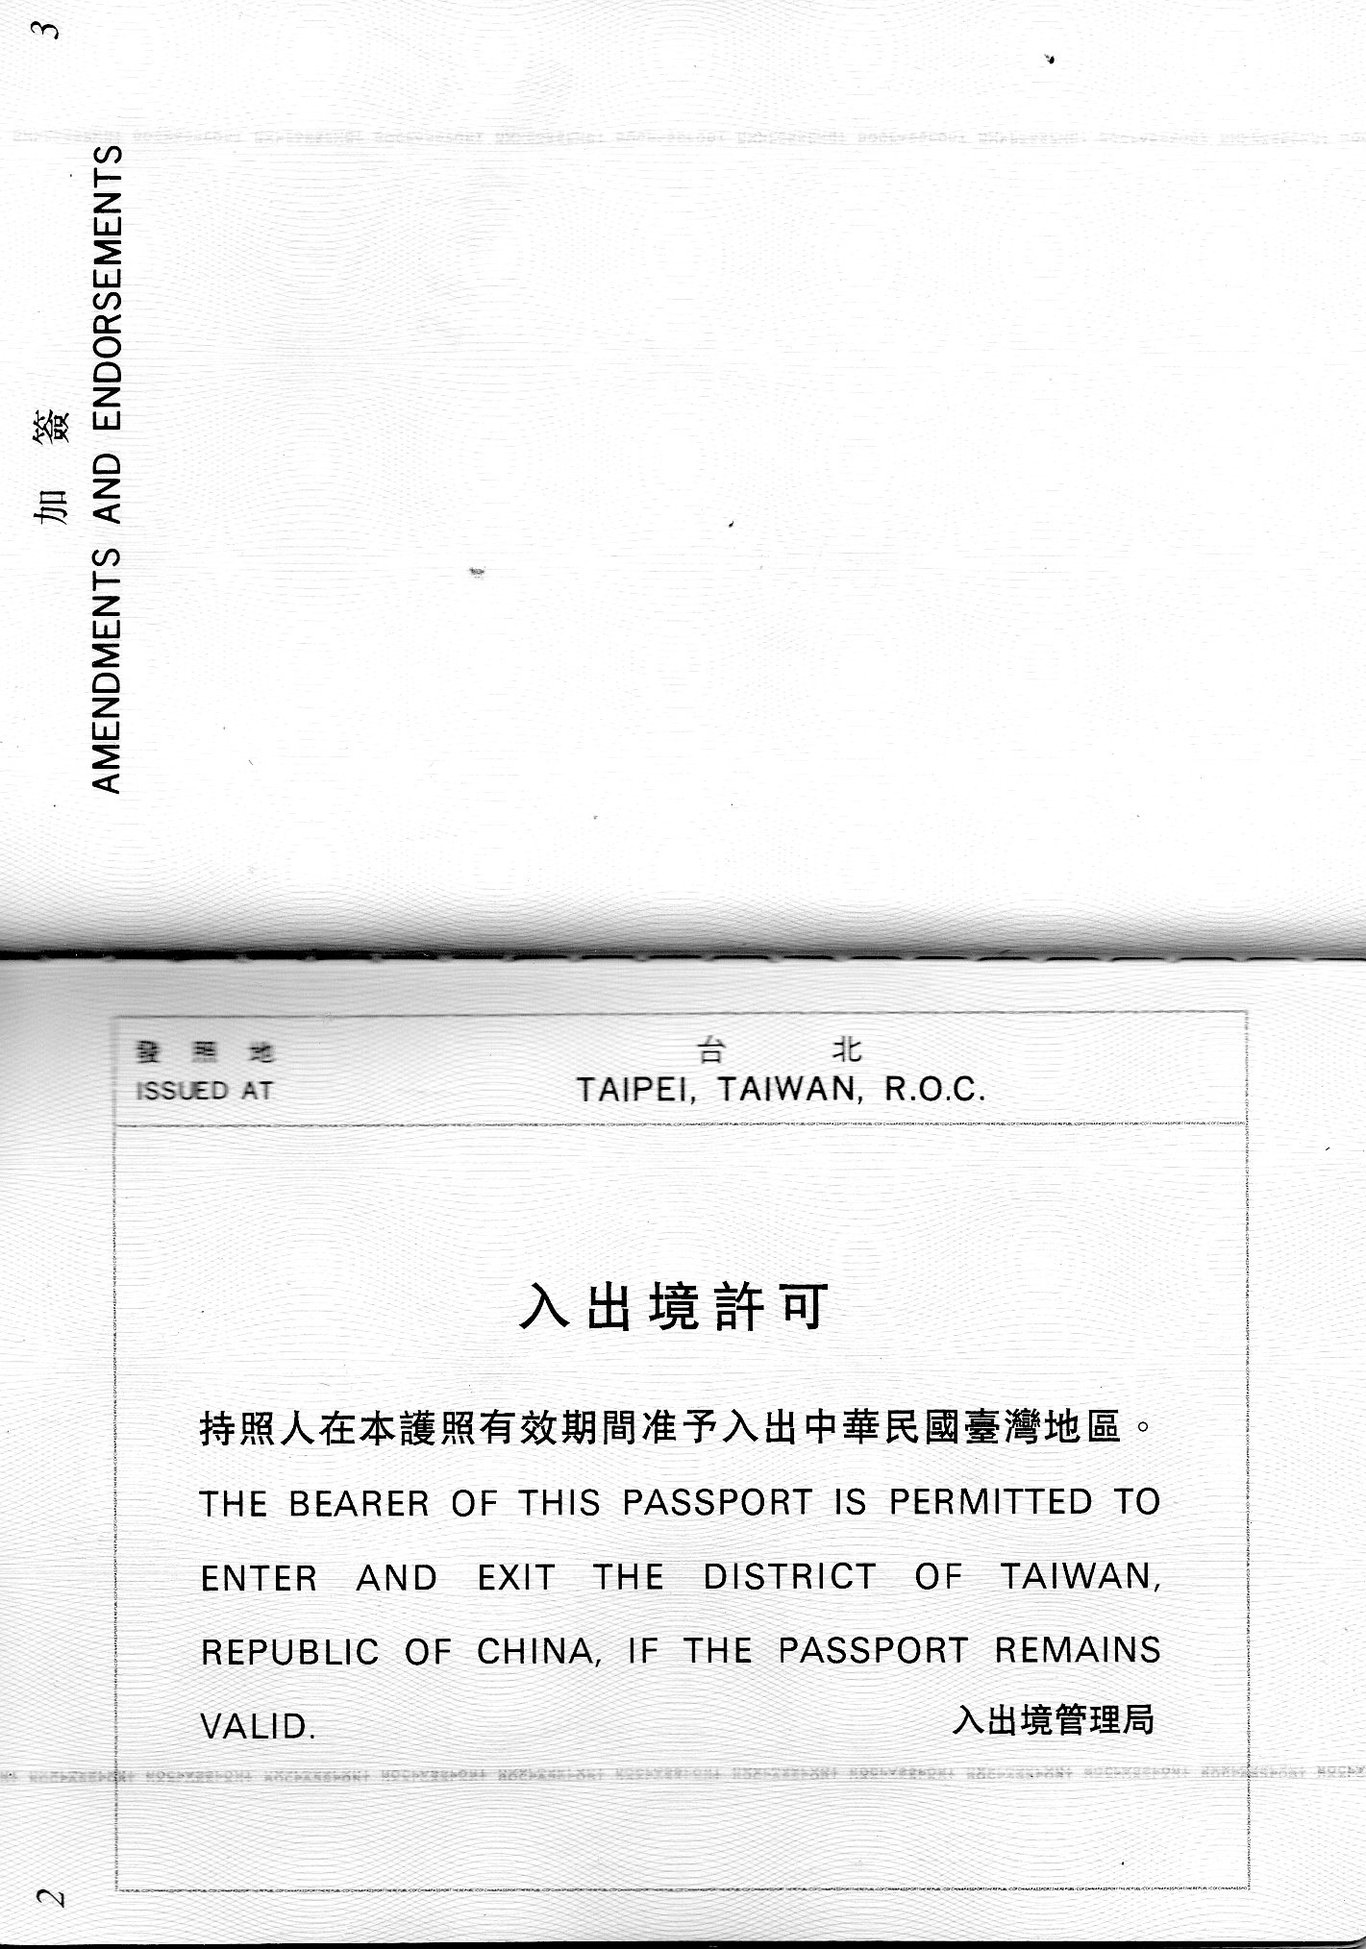 3
加簽
AMENDMENTS AND ENDORSEMENTS
發照地
ISSUED AT
台北
TAIPEI, TAIWAN, R.O.C.
入出境許可
持照人在本護照有效期間准予入出中華民國臺灣地區。
THE BEARER OF THIS PASSPORT IS PERMITTED TO
ENTER AND EXIT THE DISTRICT OF TAIWAN,
REPUBLIC OF CHINA, IF THE PASSPORT REMAINS
VALID.
入出境管理局
2